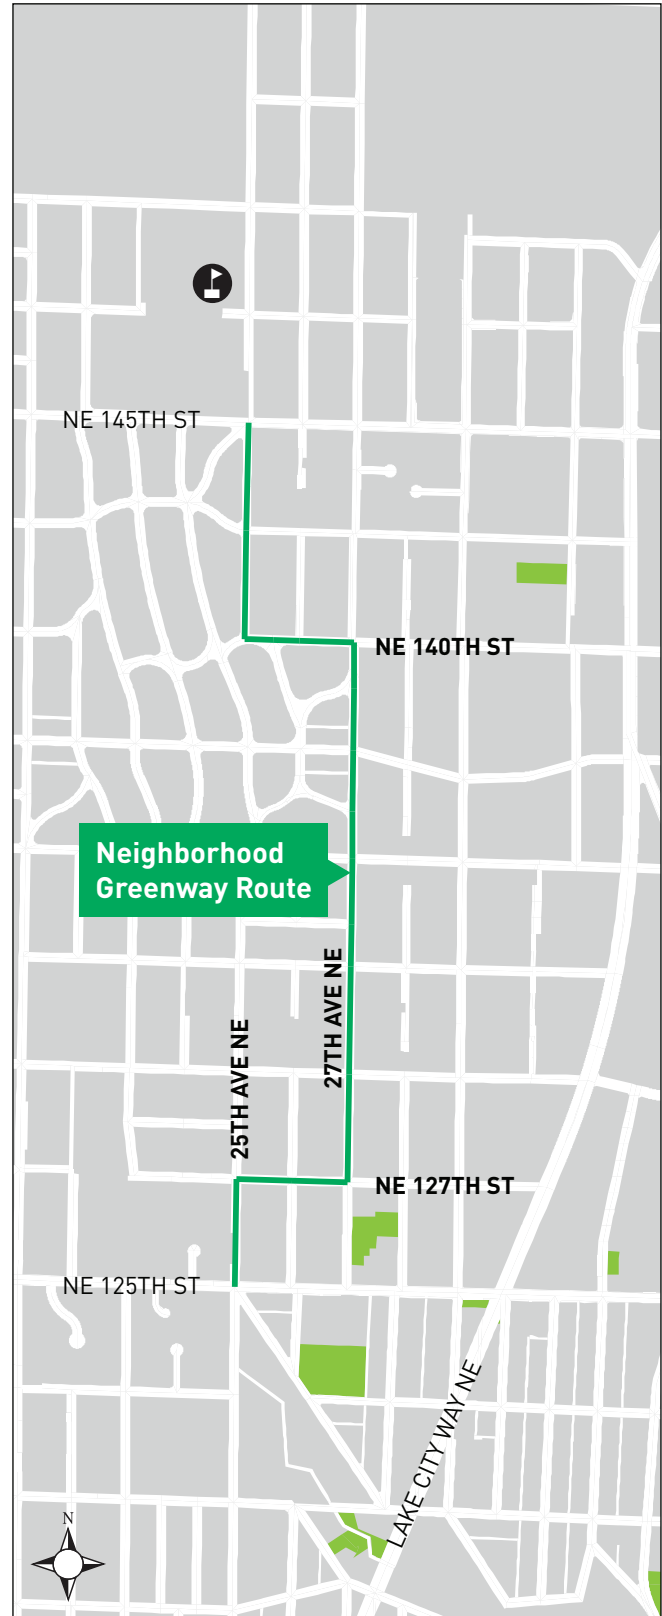 NE 145TH ST
NE 140TH ST
Neighborhood
Greenway Route
27TH AVE NE
25TH AVE NE
NE 127TH ST
NE 125TH ST
LAKE CITY WAY NE
N